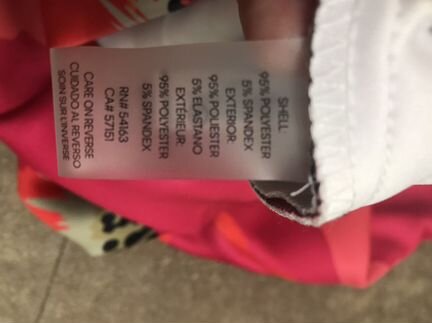 SHELL:
95% POLYESTER
5% SPANDEX
EXTERIOR:
95% POLIESTER
5% ELASTANO
EXTÉRIEUR:
95% POLYESTER
5% SPANDEX
RN# 54163
CA# 57151
CARE ON REVERSE
CUIDADO AL REVERSO
SOIN SUR L'INVERSE